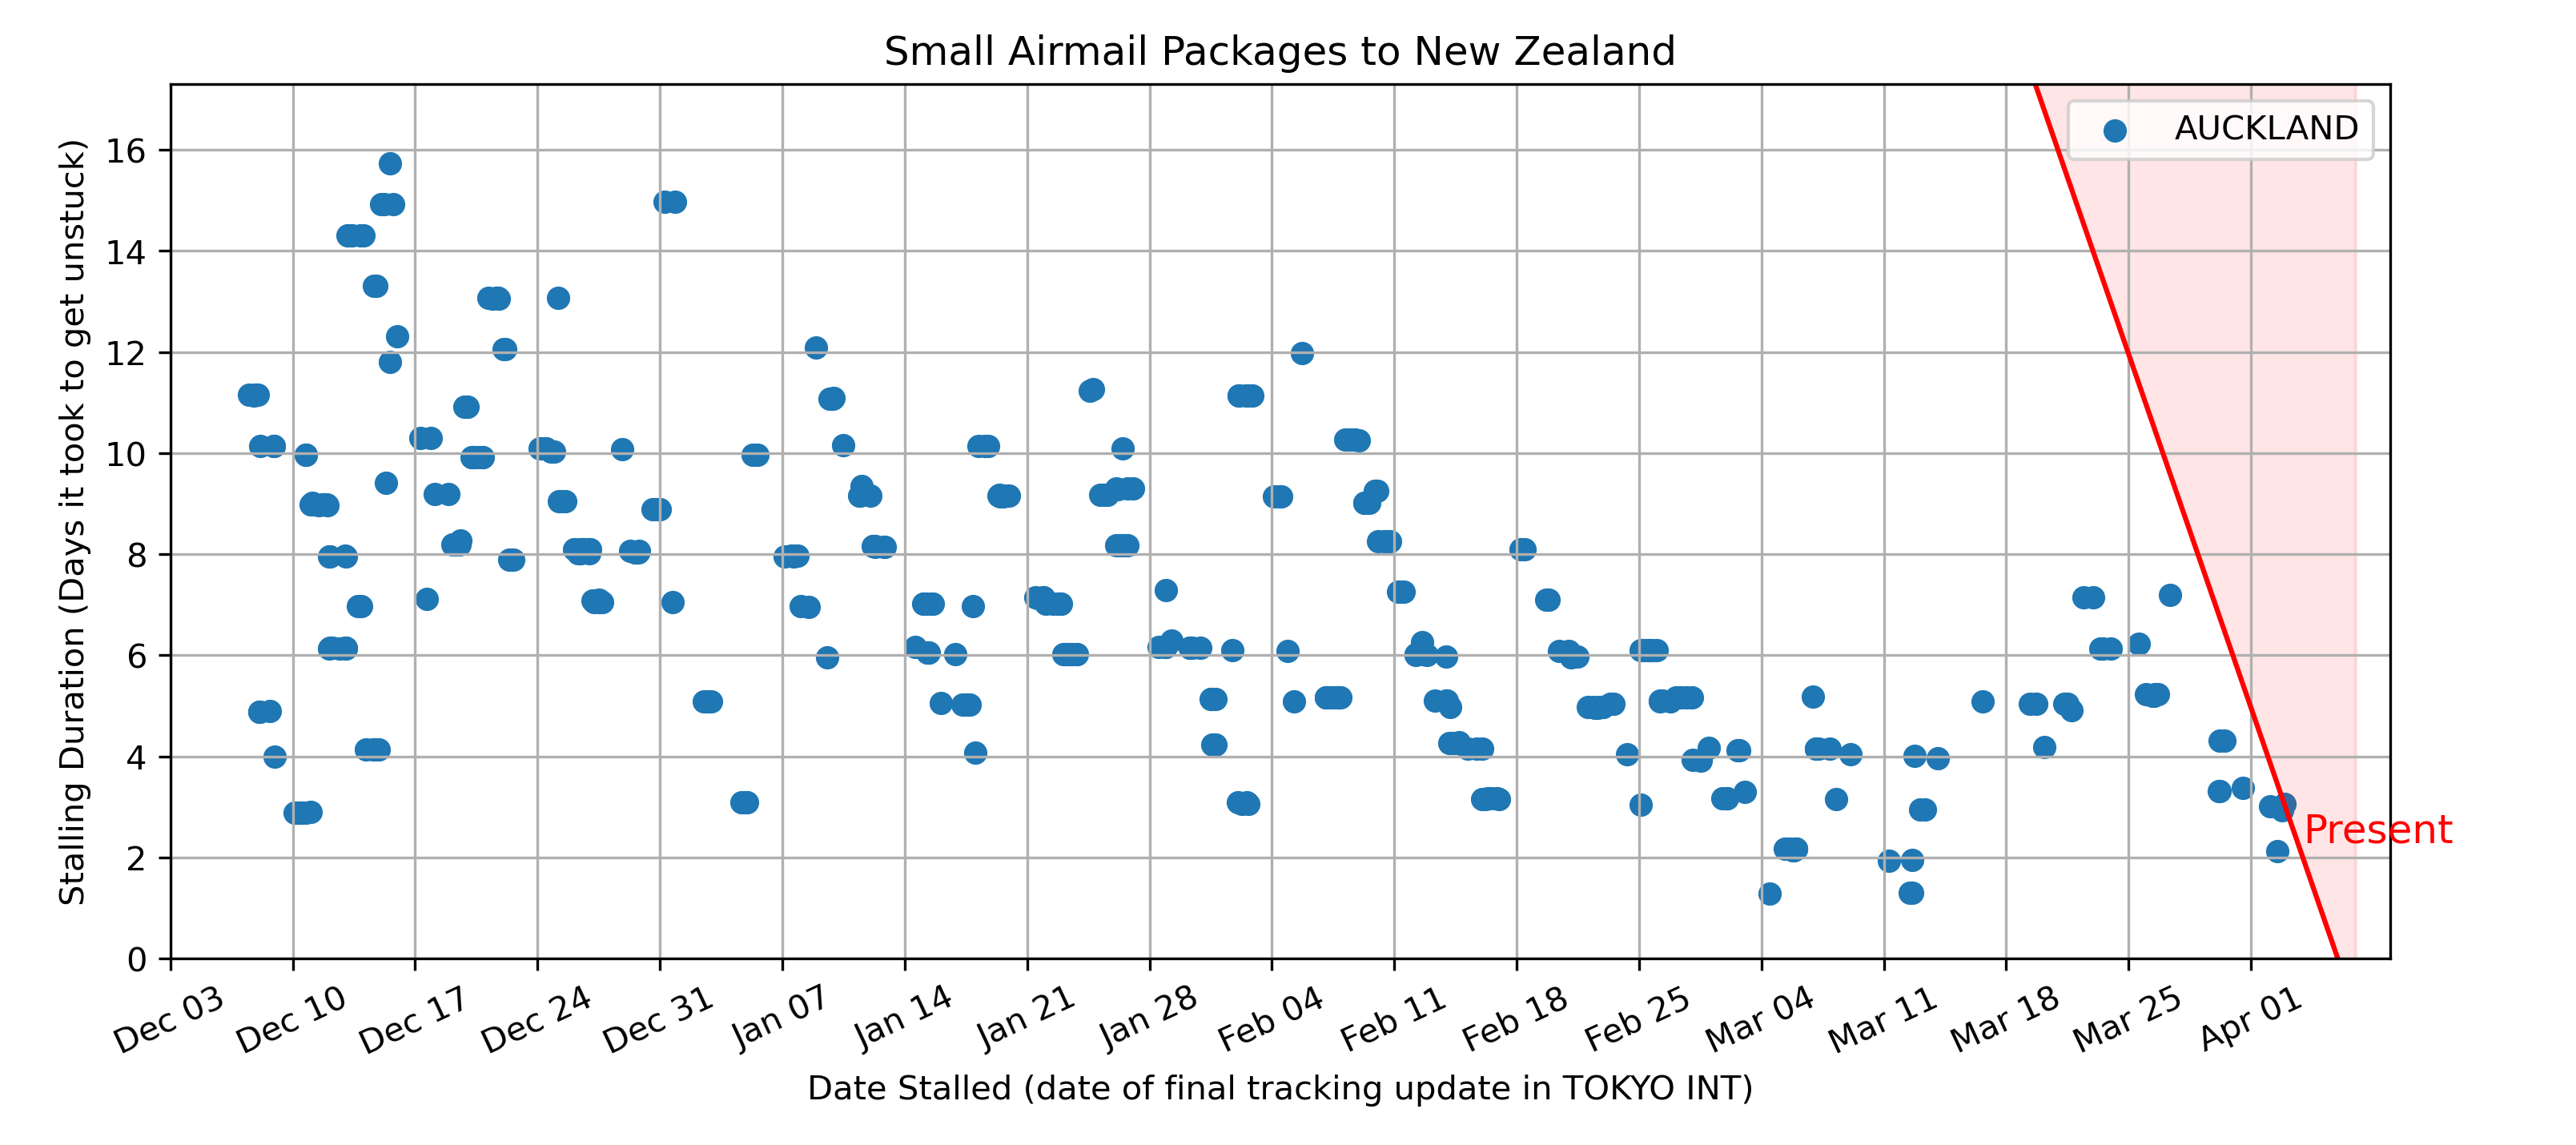 Small Airmail Packages to New Zealand
AUCKLAND
Stalling Duration (Days it took to get unstuck)
16
14
12
10
8
6
4
2
0
Present
Dec 03
Dec 10
Dec 17
Dec 24
Dec 31
Jan 07
Jan 14
Jan 21
Jan 28
Feb 04
Feb 11
Feb 18
Feb 25
Mar 04
Mar 11
Mar 18
Mar 25
Apr 01
Date Stalled (date of final tracking update in TOKYO INT)